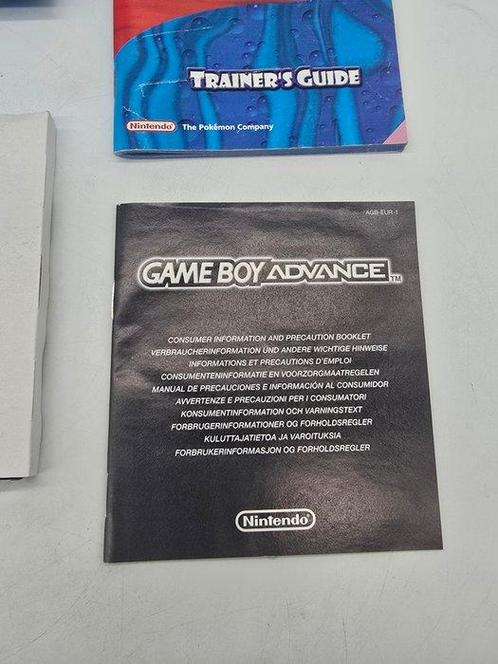 TRAINER'S GUIDE
Nintendo The Pokémon Company
AGB-EUR-1
GAME BOY ADVANCE TM
CONSUMER INFORMATION AND PRECAUTION BOOKLET
VERBRAUCHERINFORMATION UND ANDERE WICHTIGE HINWEISE
INFORMATIONS ET PRECAUTIONS D'EMPLOI
CONSUMENTENINFORMATIE EN VOORZORGMAATREGELEN
MANUAL DE PRECAUCIONES E INFORMACIÓN AL CONSUMIDOR
AVVERTENZE E PRECAUZIONI PER I CONSUMATORI
KONSUMENTINFORMATION OCH VARNINGSTEXT
FORBRUGERINFORMATIONER OG FORHOLDSREGLER
KULUTTAJATIETOA JA VAROITUKSIA
FORBRUKERINFORMASJON OG FORHOLDSREGLER
Nintendo